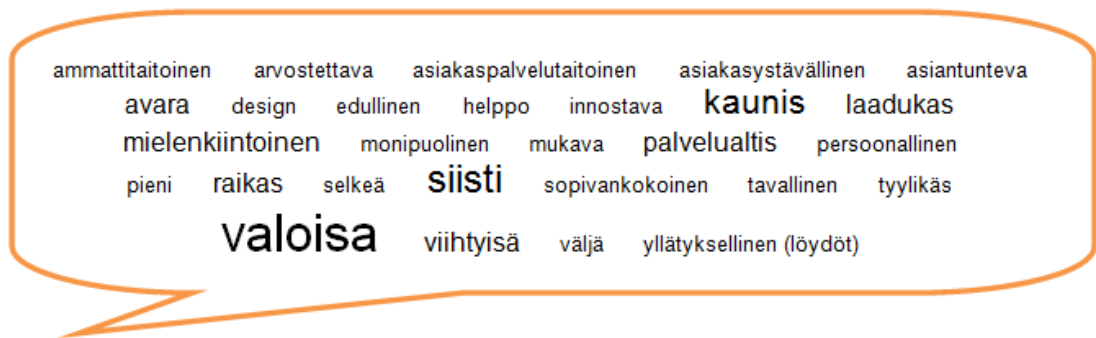 ammattitaitoinen arvostettava asiakaspalvelutaitoinen asiakasystävällinen asiantunteva
avara design edullinen helppo innostava kaunis laadukas
mielenkiintoinen monipuolinen mukava palvelualtis persoonallinen
pieni raikas selkeä siisti sopivankokoinen tavallinen tyylikäs
valoisa viihtyisä väljä yllätyksellinen (löydöt)